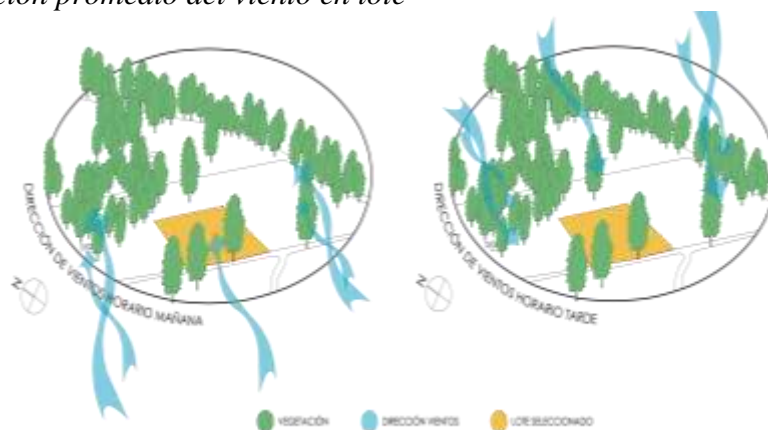 ción promedio del viento en lote
DIRECCIÓN DE VIENTOS HORARIO MAÑANA
N
DIRECCIÓN DE VIENTOS HORARIO TARDE
N
VEGETACIÓN
DIRECCIÓN VIENTOS
LOTE SELECCIONADO